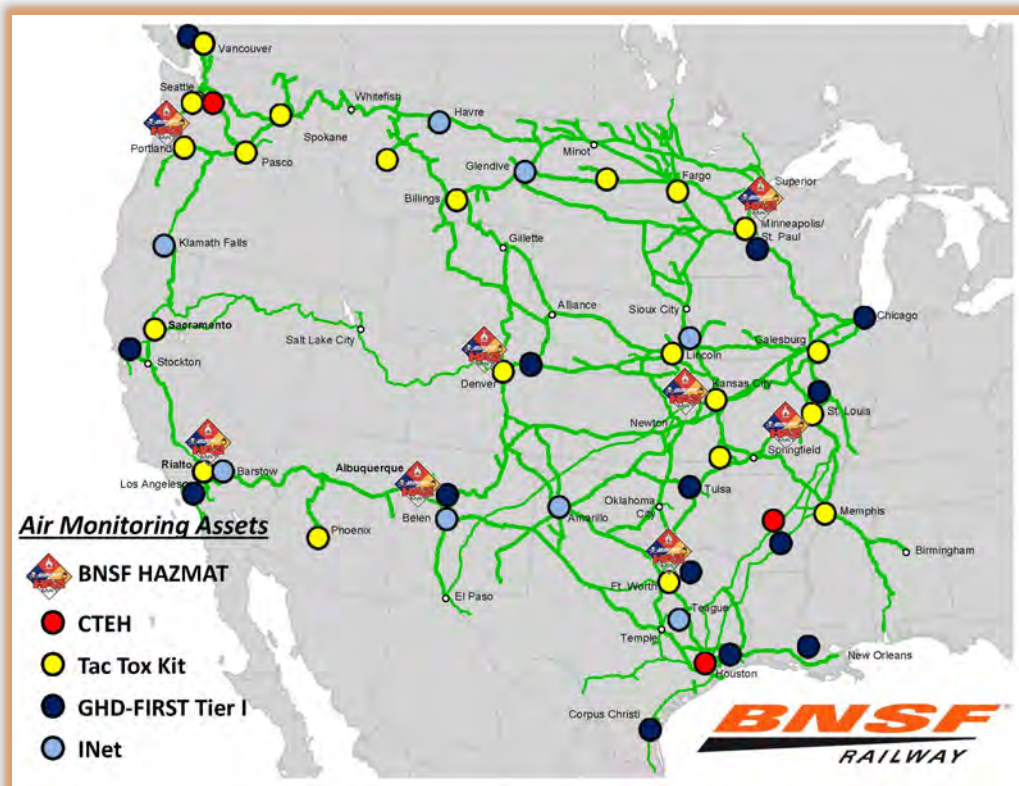 Vancouver
Seattle
Whitefish
Havre
Spokane
Portland
Pasco
Glendive
Minot
Fargo
Superior
Billings
Minneapolis/
St. Paul
Klamath Falls
Gillette
Alliance
Sioux City
Chicago
Sacramento
Salt Lake City
Stockton
Galesburg
Lincoln
Denver
Kansas City
Newton
St. Louis
Springfield
Rialto
Barstow
Albuquerque
Los Angeles
Tulsa
Oklahoma
City
Amarillo
Belen
Memphis
Phoenix
Birmingham
Ft. Worth
El Paso
Teague
Temple
New Orleans
Houston
Corpus Christi
Air Monitoring Assets
BNSF HAZMAT
CTEH
Tac Tox Kit
GHD-FIRST Tier I
INet
BNSF
RAILWAY